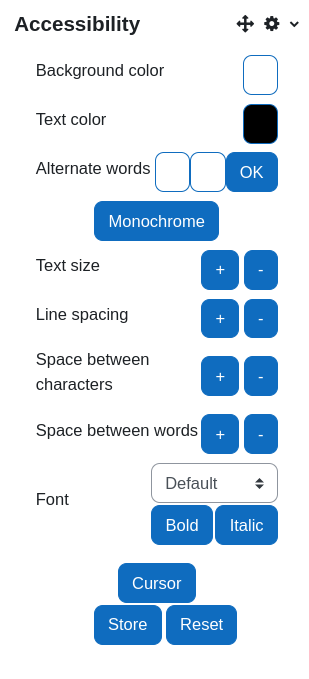 Accessibility
Background color
Text color
Alternate words OK
Monochrome
Text size + -
Line spacing + -
Space between
characters + -
Space between words + -
Font Default
Bold Italic
Cursor
Store Reset